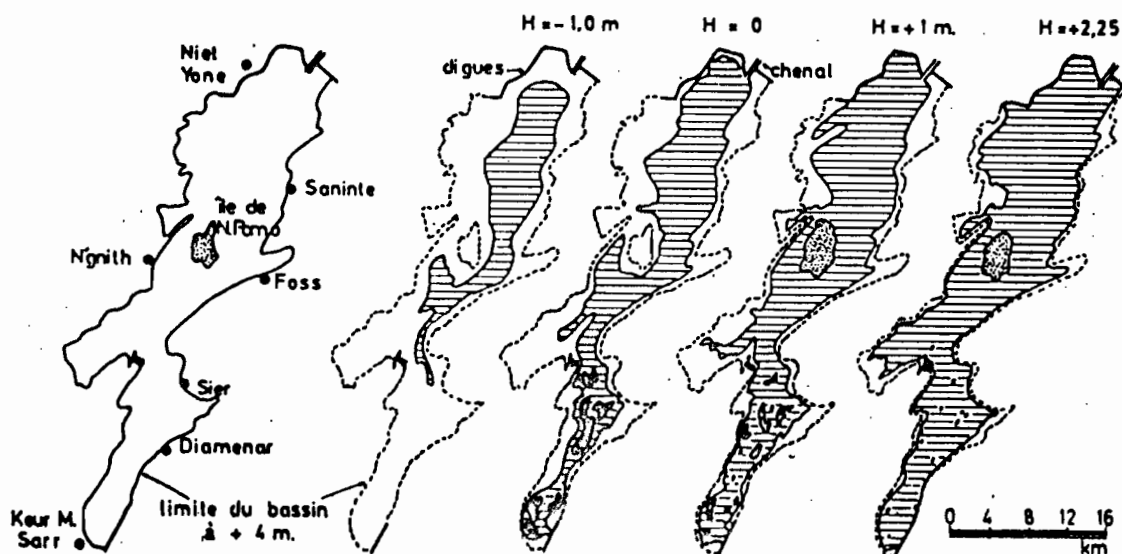 H = -1,0 m
H = 0
H = +1 m.
H = +2,25
Niet
Yone
digues
chenal
Saninte
île de
N'gnith
Foss
Sier
Diamenar
limite du bassin
à + 4 m.
Keur M.
Sarr
0 4 8 12 16
km